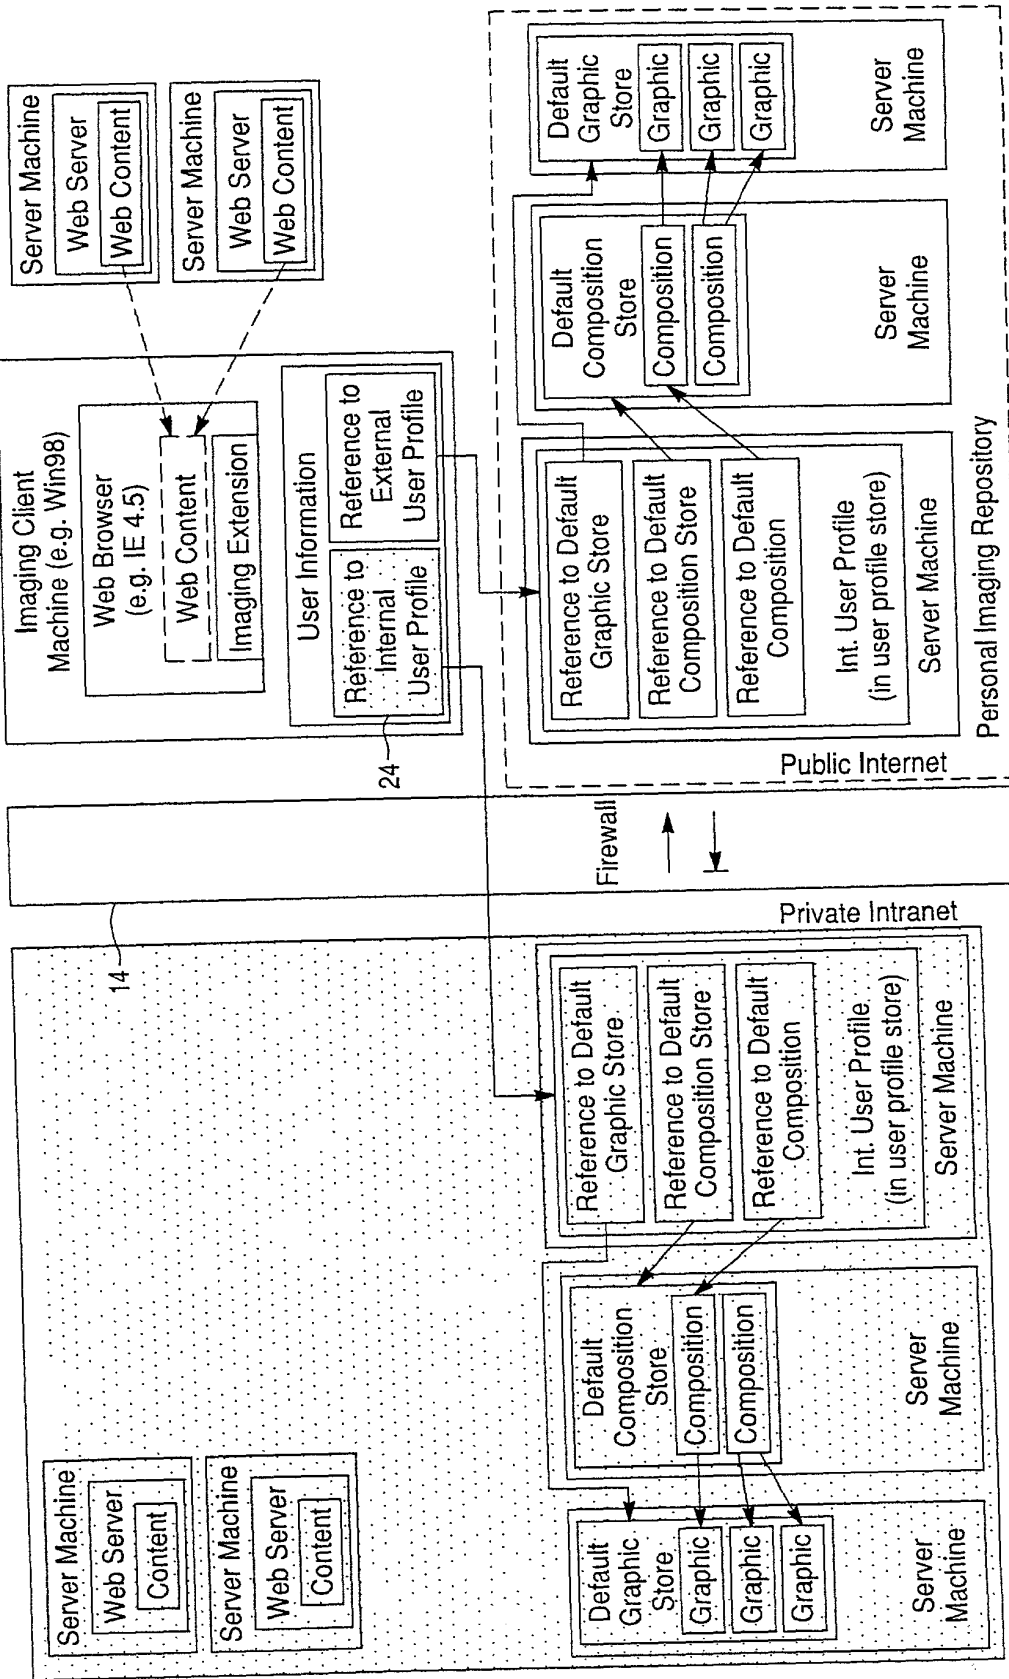 Server Machine
Web Server
Content
Server Machine
Web Server
Content
14
24
Imaging Client
Machine (e.g. Win98)
Web Browser
(e.g. IE 4.5)
Web Content
Imaging Extension
User Information
Reference to
Internal
User Profile
Reference to
External
User Profile
Server Machine
Web Server
Web Content
Server Machine
Web Server
Web Content
Default
Graphic
Store
Graphic
Graphic
Graphic
Server
Machine
Default
Composition
Store
Composition
Composition
Server
Machine
Reference to Default
Graphic Store
Reference to Default
Composition Store
Reference to Default
Composition
Int. User Profile
(in user profile store)
Server Machine
Private Intranet
Firewall
Public Internet
Reference to Default
Graphic Store
Reference to Default
Composition Store
Reference to Default
Composition
Int. User Profile
(in user profile store)
Server Machine
Default
Composition
Store
Composition
Composition
Server
Machine
Default
Graphic
Store
Graphic
Graphic
Graphic
Server
Machine
Personal Imaging Repository